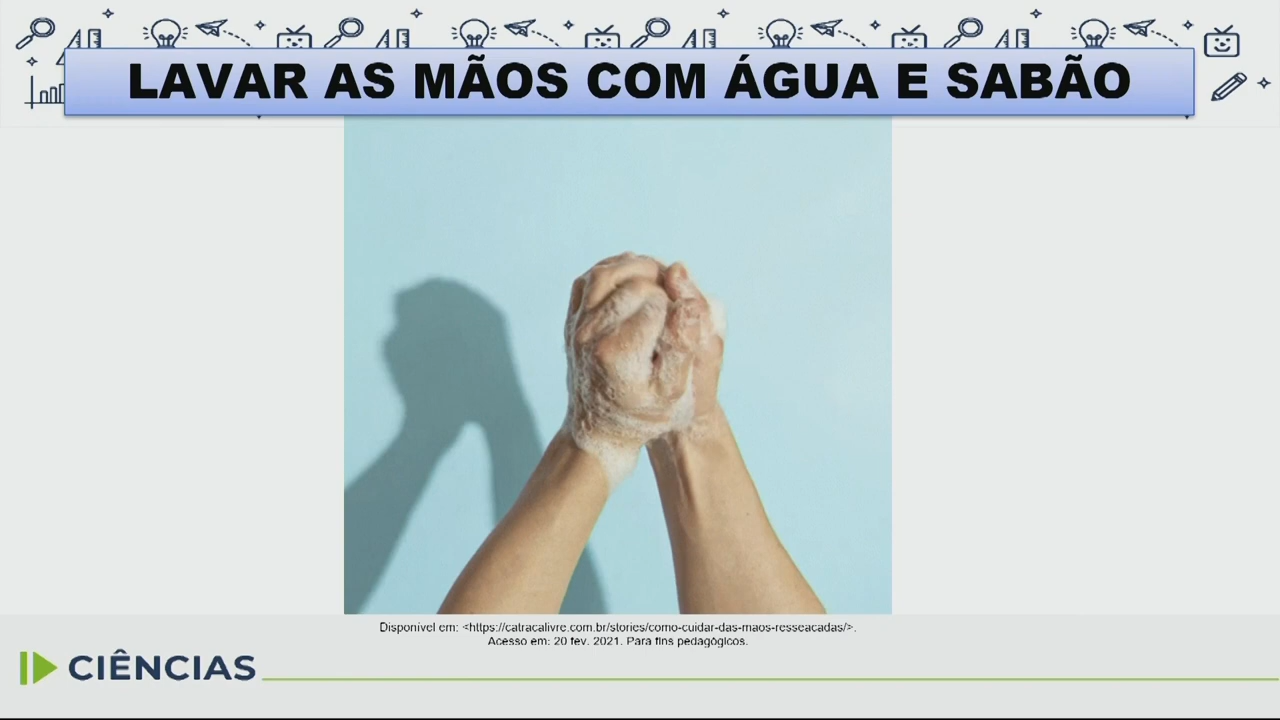 LAVAR AS MÃOS COM ÁGUA E SABÃO
Disponível em: <https://catracalivre.com.br/stories/como-cuidar-das-maos-resseacadas/>.
Acesso em: 20 fev. 2021. Para fins pedagógicos.
CIÊNCIAS